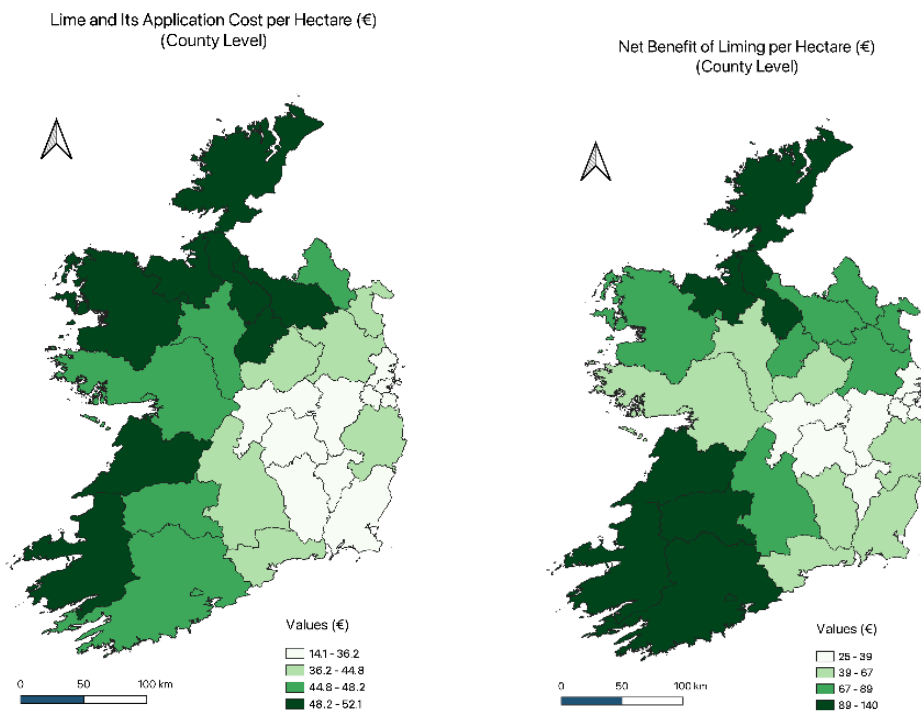 Lime and Its Application Cost per Hectare (€)
(County Level)
Net Benefit of Liming per Hectare (€)
(County Level)
Values (€)
14.1 - 36.2
36.2 - 44.8
44.8 - 48.2
48.2 - 52.1
0 50 100 km
Values (€)
25 - 39
39 - 67
67 - 89
89 - 140
0 50 100 km